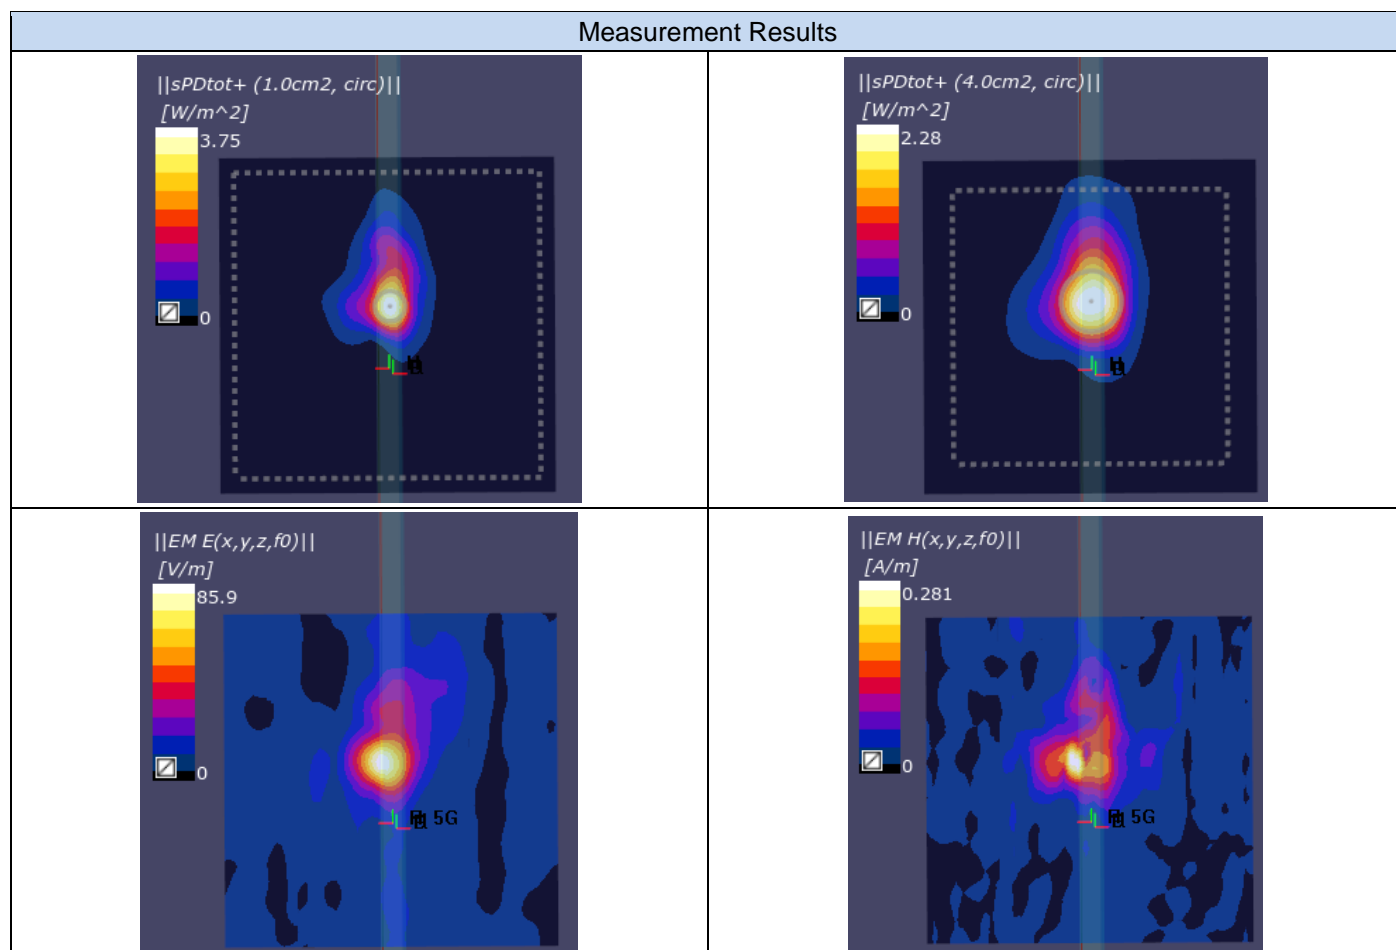 Measurement Results
||sPDtot+ (1.0cm2, circ)||
[W/m^2]
3.75
0
||sPDtot+ (4.0cm2, circ)||
[W/m^2]
2.28
0
||EM E(x,y,z,f0)||
[V/m]
85.9
0
5G
||EM H(x,y,z,f0)||
[A/m]
0.281
0
5G